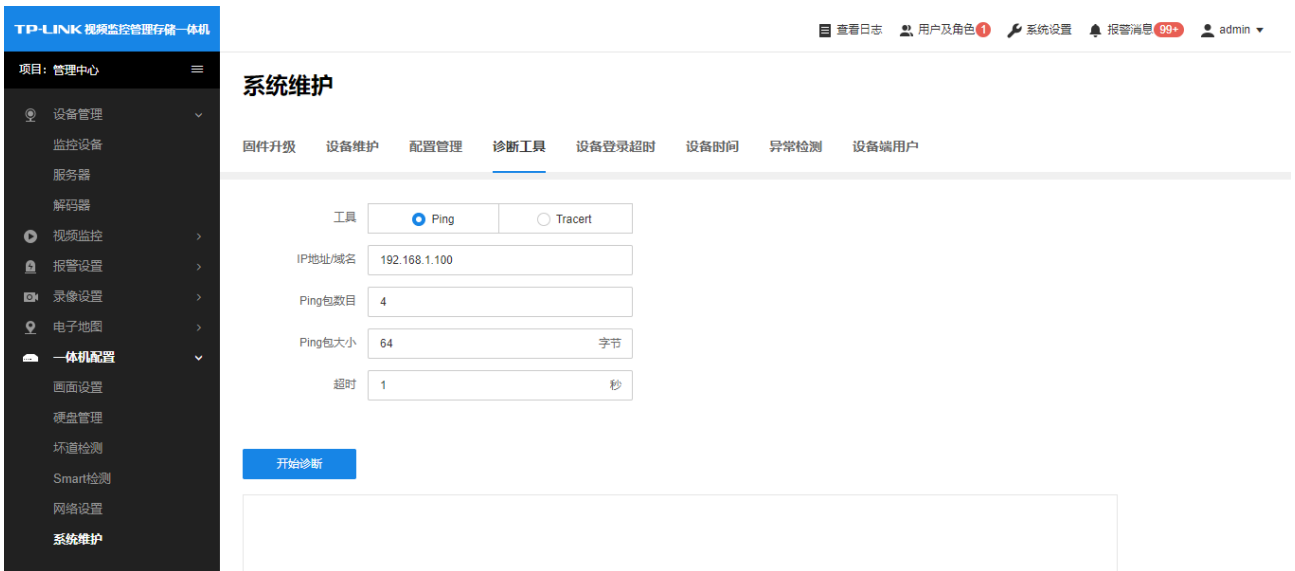 TP-LINK 视频监控管理存储一体机
查看日志 用户及角色 1 系统设置 报警消息 99+ admin
项目：管理中心
系统维护
设备管理
监控设备
服务器
解码器
视频监控
报警设置
录像设置
电子地图
一体机配置
画面设置
硬盘管理
坏道检测
Smart检测
网络设置
系统维护
固件升级 设备维护 配置管理 诊断工具 设备登录超时 设备时间 异常检测 设备端用户
工具 Ping Tracert
IP地址/域名 192.168.1.100
Ping包数目 4
Ping包大小 64 字节
超时 1 秒
开始诊断